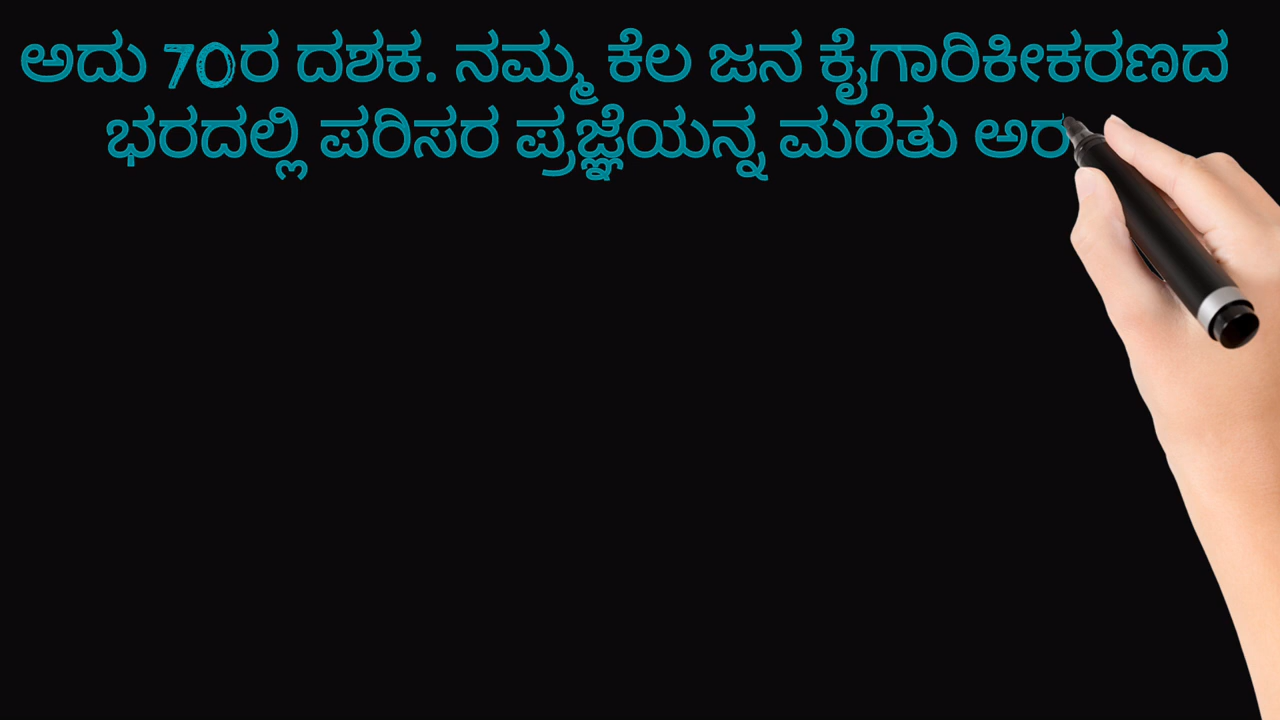 ಅದು 70ರ ದಶಕ. ನಮ್ಮ ಕೆಲ ಜನ ಕೈಗಾರಿಕೀಕರಣದ
ಭರದಲ್ಲಿ ಪರಿಸರ ಪ್ರಜ್ಞೆಯನ್ನ ಮರೆತು ಅರ